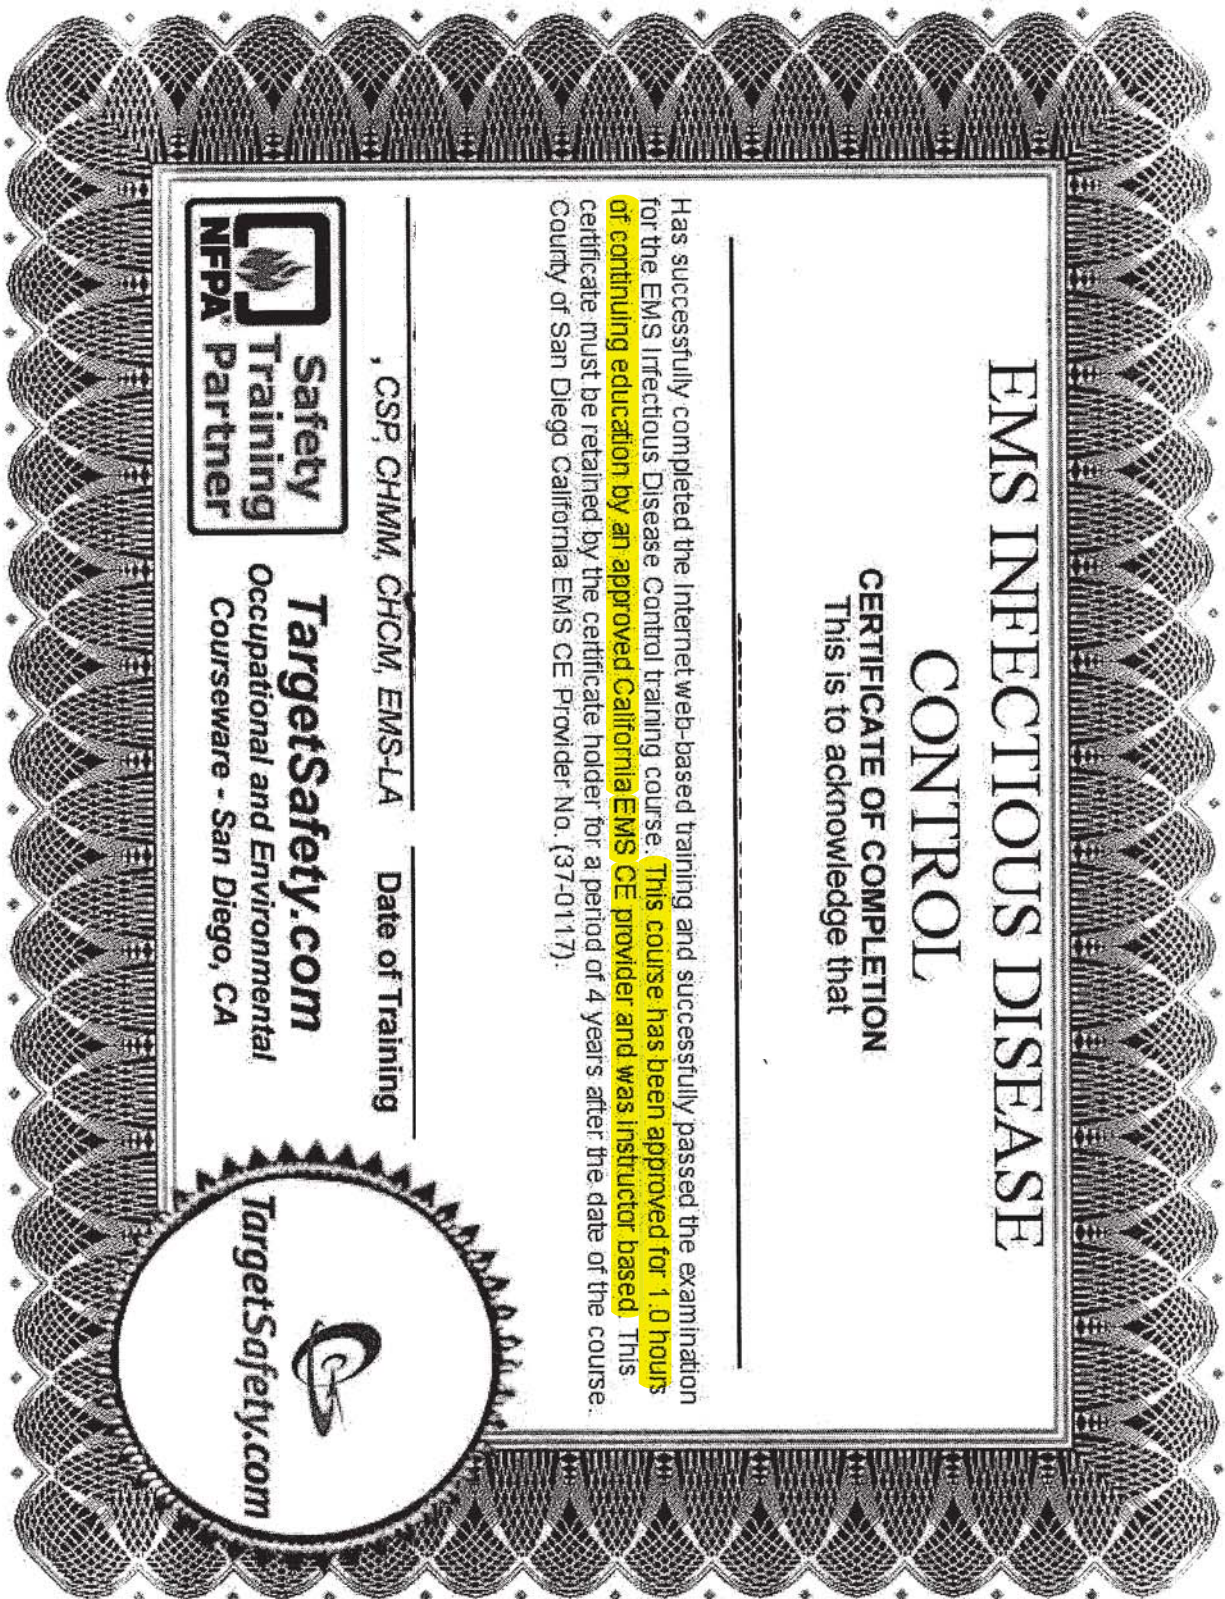 EMS INFECTIOUS DISEASE
CONTROL
CERTIFICATE OF COMPLETION
This is to acknowledge that
Has successfully completed the Internet web-based training and successfully passed the examination
for the EMS Infectious Disease Control training course. This course has been approved for 1.0 hours
of continuing education by an approved California EMS CE provider and was instructor based. This
certificate must be retained by the certificate holder for a period of 4 years after the date of the course.
County of San Diego California EMS CE Provider No. (37-0117).
, CSP, CHMM, CHCM, EMS-LA
Date of Training
NFPA®
Safety
Training
Partner
TargetSafety.com
Occupational and Environmental
Courseware - San Diego, CA
TargetSafety.com